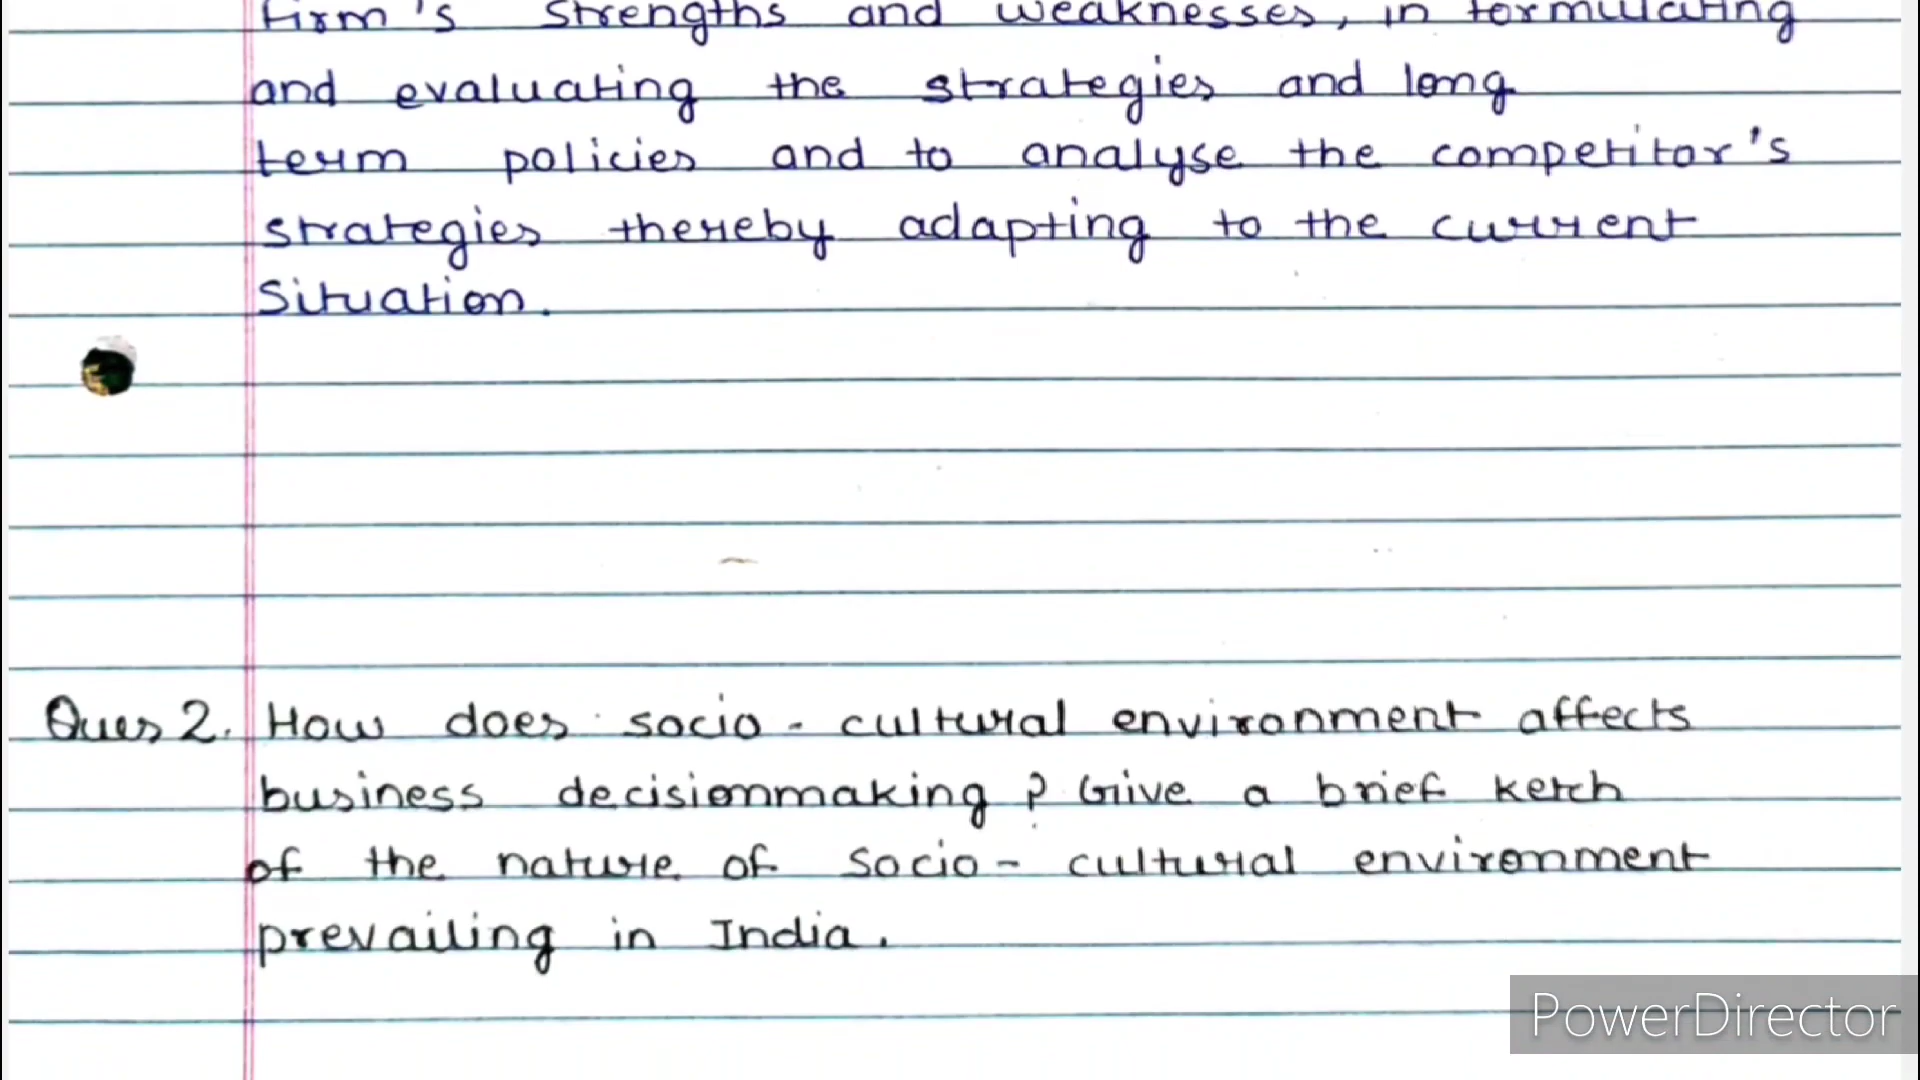 Firm's strengths and weaknesses, in formulating
and evaluating the strategies and long
term policies and to analyse the competitor's
strategies thereby adapting to the current
situation.
Ques 2. How does socio - cultural environment affects
business decisionmaking ? Give a brief ketch
of the nature of socio - cultural environment
prevailing in India.
PowerDirector